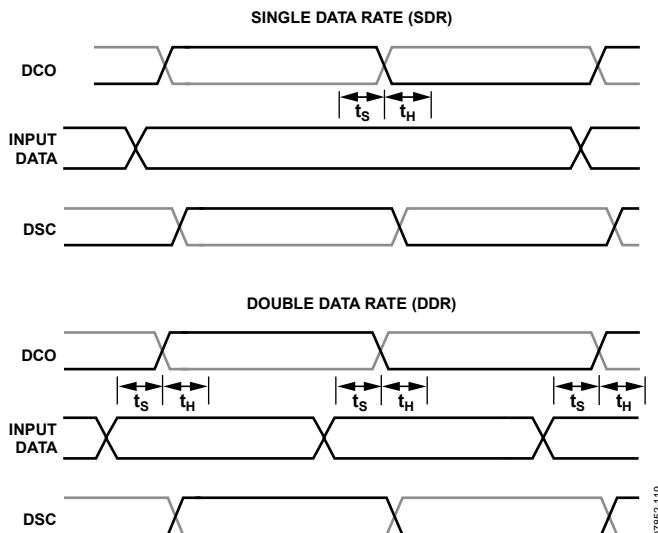 SINGLE DATA RATE (SDR)
DCO
tS tH
INPUT
DATA
DSC
DOUBLE DATA RATE (DDR)
DCO
tS tH tS tH tS tH
INPUT
DATA
DSC